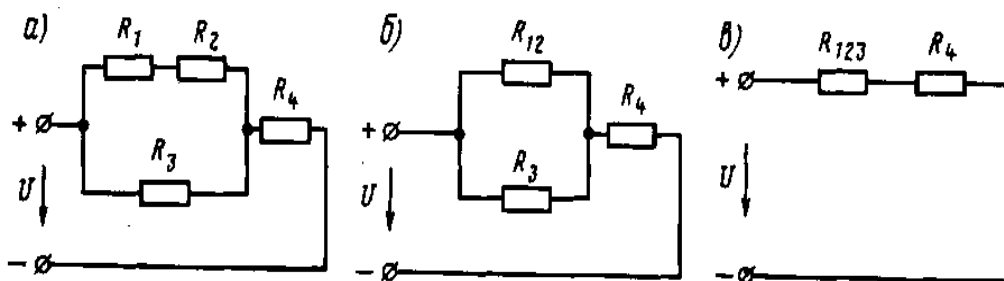 а) R₁ R₂ R₄ R₃ + U −
б) R₁₂ R₄ R₃ + U −
в) R₁₂₃ R₄ + U −